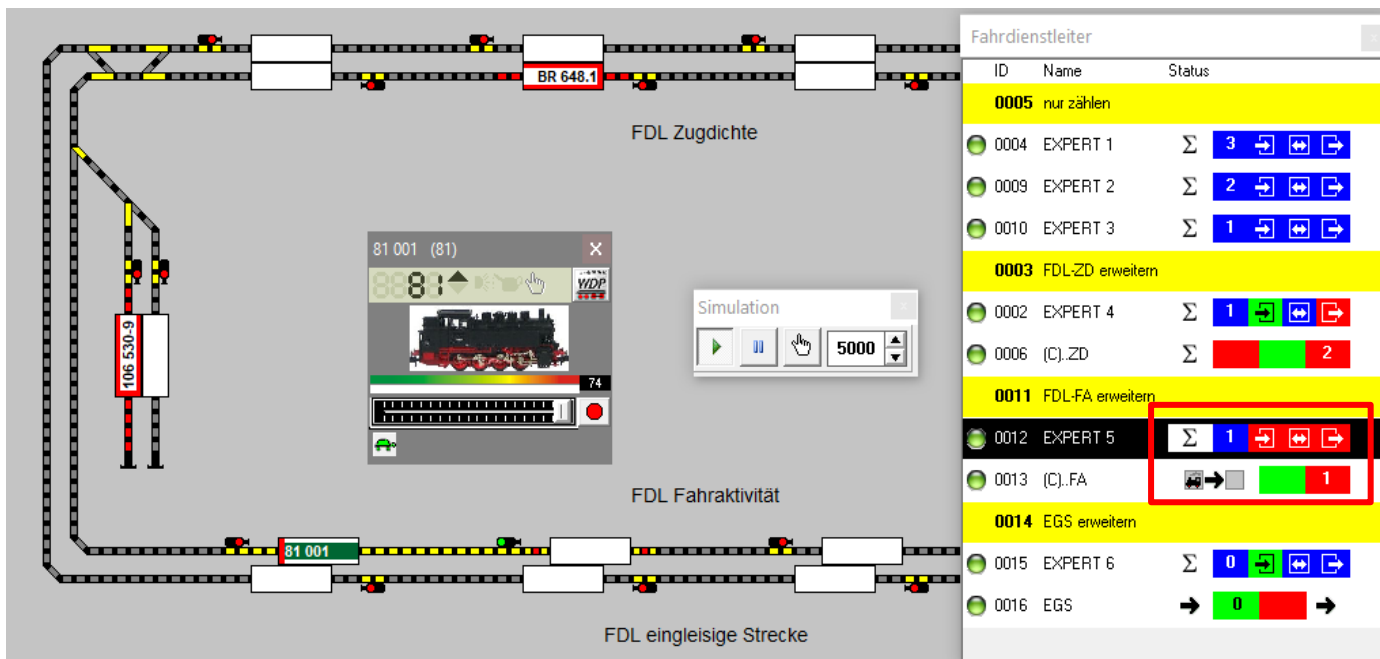 BR 648.1
FDL Zugdichte
106 530-9
81 001 (81)
81
WDP
74
Simulation
5000
FDL Fahraktivität
81 001
FDL eingleisige Strecke
Fahrdienstleiter
ID Name Status
0005 nur zählen
0004 EXPERT 1 Σ 3
0009 EXPERT 2 Σ 2
0010 EXPERT 3 Σ 1
0003 FDL-ZD erweitern
0002 EXPERT 4 Σ 1
0006 (C)..ZD Σ 2
0011 FDL-FA erweitern
0012 EXPERT 5 Σ 1
0013 (C)..FA 1
0014 EGS erweitern
0015 EXPERT 6 Σ 0
0016 EGS 0